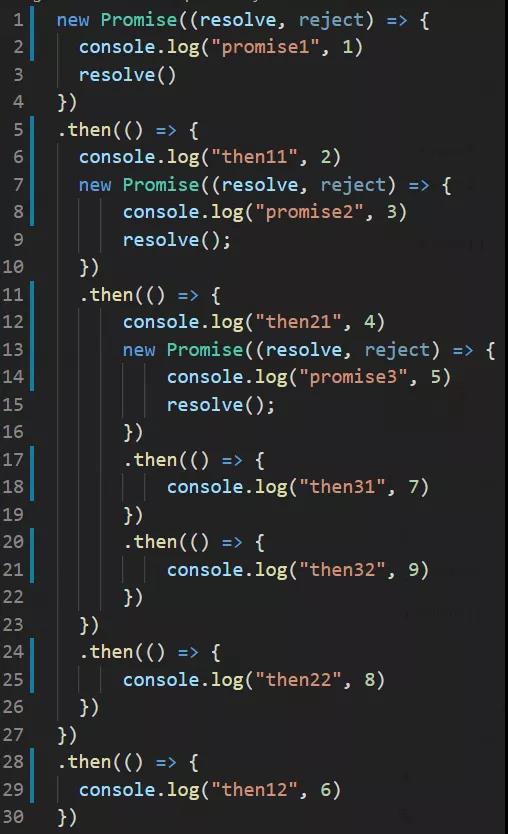 1 new Promise((resolve, reject) => {
2   console.log("promise1", 1)
3   resolve()
4 })
5 .then(() => {
6   console.log("then11", 2)
7   new Promise((resolve, reject) => {
8       console.log("promise2", 3)
9       resolve();
10   })
11   .then(() => {
12       console.log("then21", 4)
13       new Promise((resolve, reject) => {
14           console.log("promise3", 5)
15           resolve();
16       })
17       .then(() => {
18           console.log("then31", 7)
19       })
20       .then(() => {
21           console.log("then32", 9)
22       })
23   })
24   .then(() => {
25       console.log("then22", 8)
26   })
27 })
28 .then(() => {
29   console.log("then12", 6)
30 })